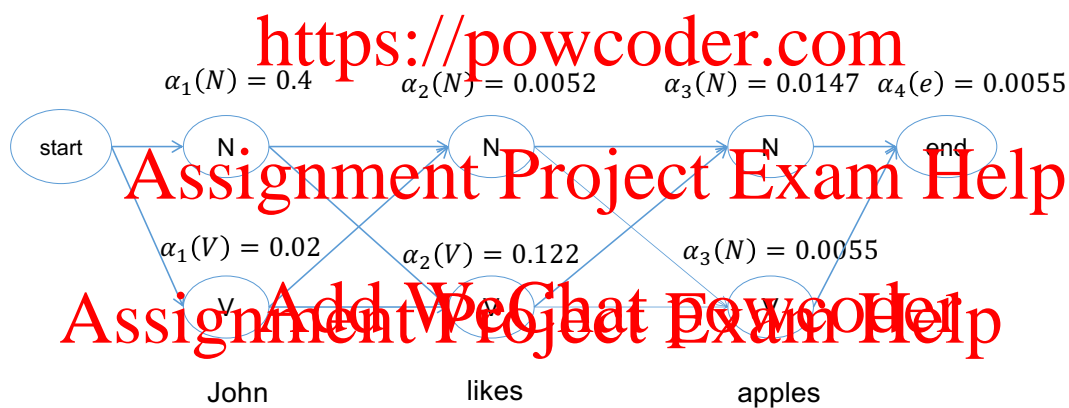 https://powcoder.com
α₁(N) = 0.4 α₂(N) = 0.0052 α₃(N) = 0.0147 α₄(e) = 0.0055
start N N N end
Assignment Project Exam Help
α₁(V) = 0.02 α₂(V) = 0.122 α₃(N) = 0.0055
V V V
Add WeChat powcoder
Assignment Project Exam Help
John likes apples